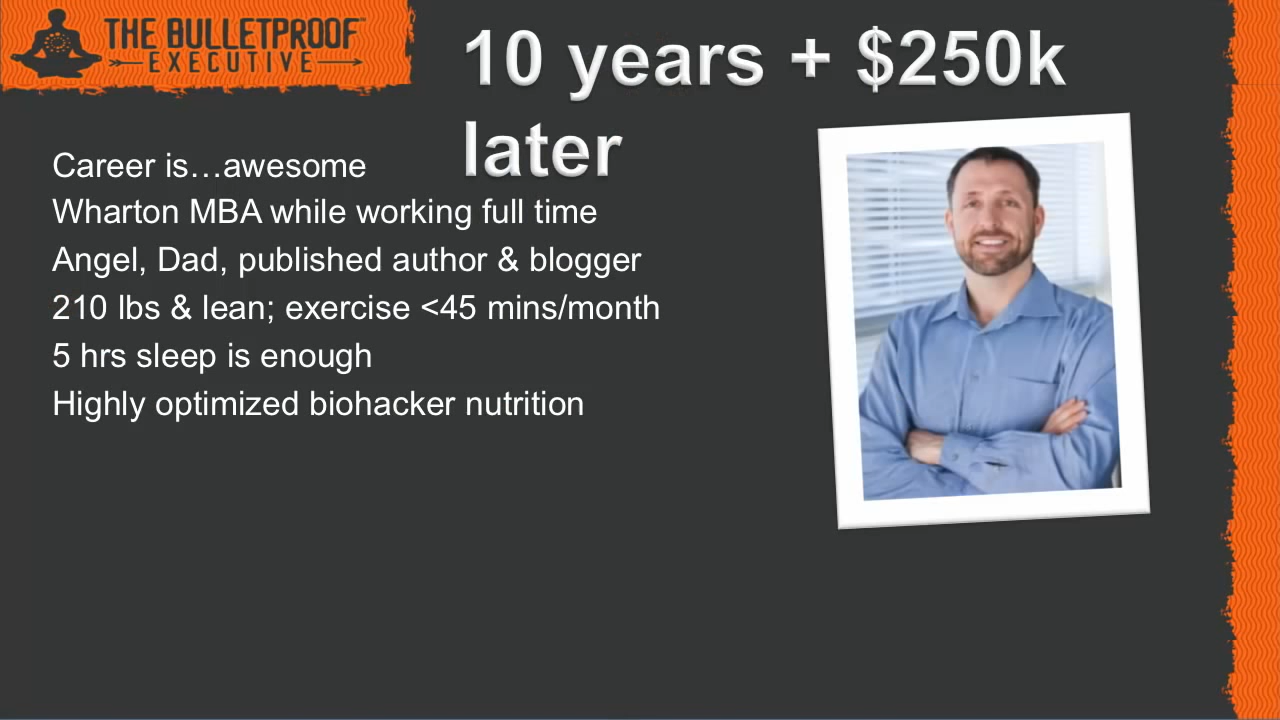 THE BULLETPROOF™
EXECUTIVE
10 years + $250k
later
Career is…awesome
Wharton MBA while working full time
Angel, Dad, published author & blogger
210 lbs & lean; exercise <45 mins/month
5 hrs sleep is enough
Highly optimized biohacker nutrition